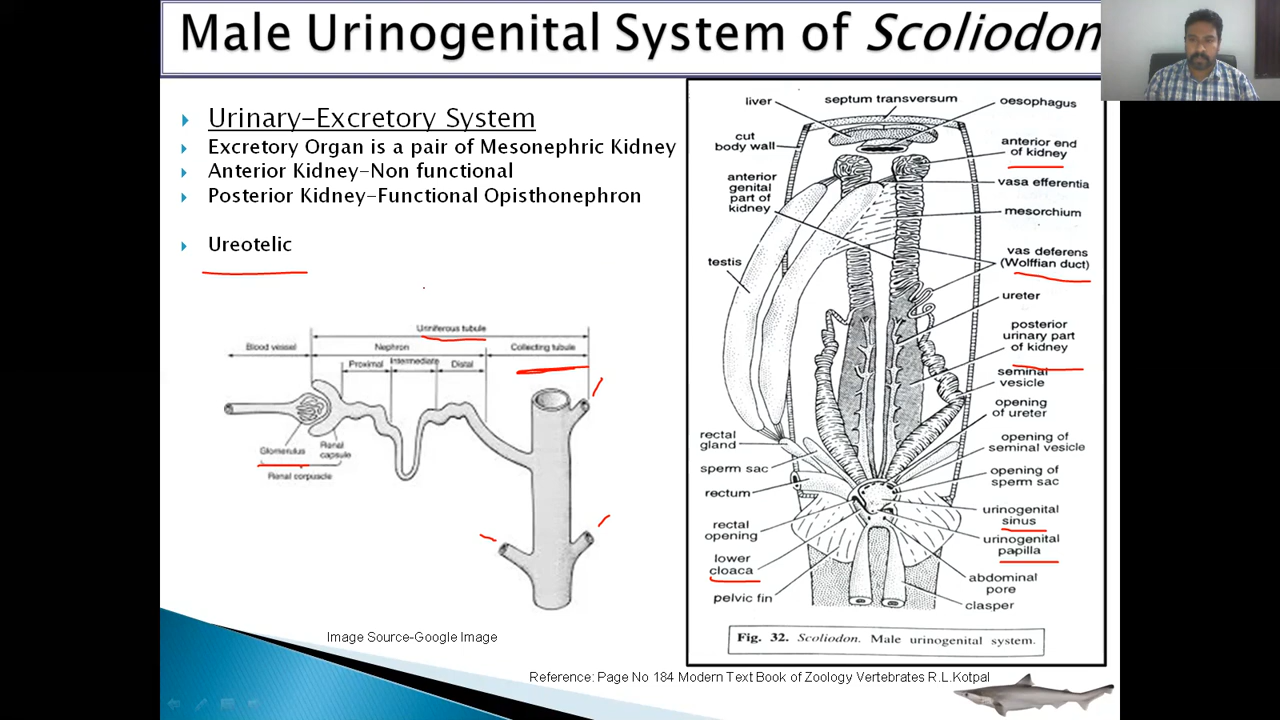 Male Urinogenital System of Scoliodon
Urinary-Excretory System
Excretory Organ is a pair of Mesonephric Kidney
Anterior Kidney-Non functional
Posterior Kidney-Functional Opisthonephron
Ureotelic
Uriniferous tubule
Blood vessel
Nephron
Collecting tubule
Proximal
Intermediate
Distal
Glomerulus
Renal
capsule
Renal corpuscle
Image Source-Google Image
liver
septum transversum
oesophagus
cut
body wall
anterior end
of kidney
anterior
genital
part of
kidney
vasa efferentia
mesorchium
testis
vas deferens
(Wolffian duct)
ureter
posterior
urinary part
of kidney
seminal
vesicle
opening
of ureter
rectal
gland
opening of
seminal vesicle
sperm sac
opening of
sperm sac
rectum
urinogenital
sinus
rectal
opening
urinogenital
papilla
lower
cloaca
abdominal
pore
pelvic fin
clasper
Fig. 32. Scoliodon. Male urinogenital system.
Reference: Page No 184 Modern Text Book of Zoology Vertebrates R.L.Kotpal